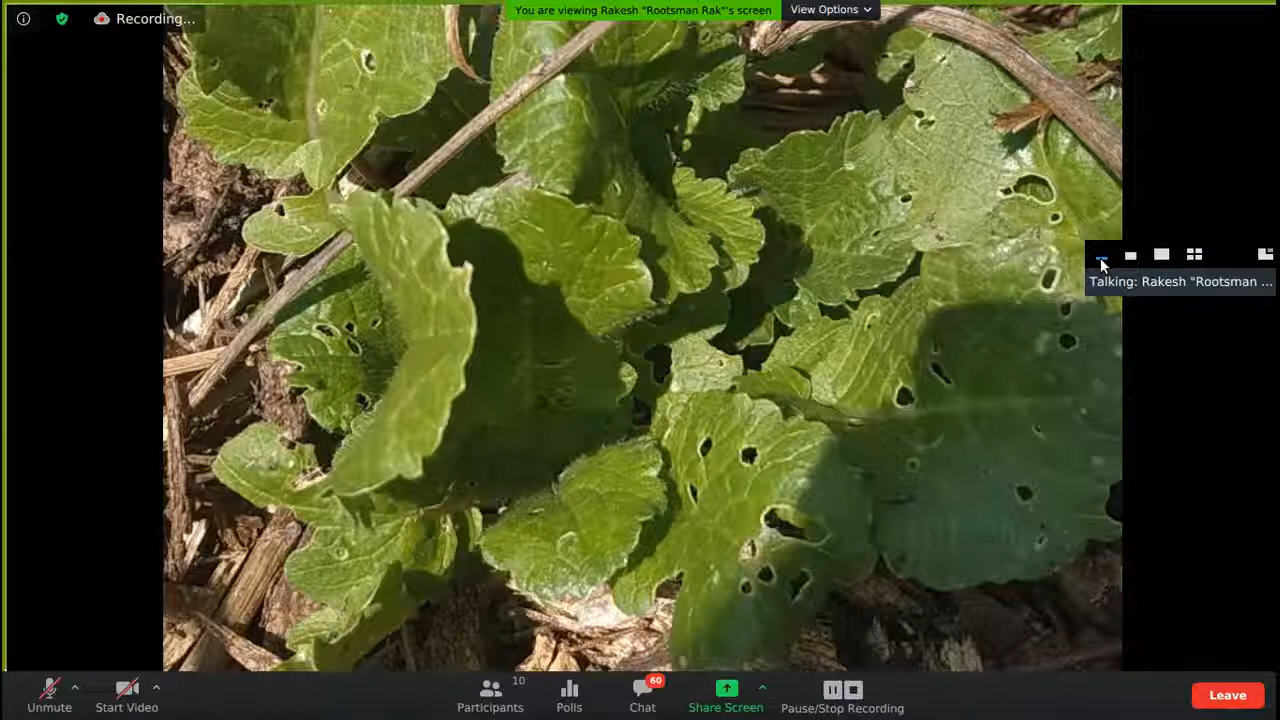 Recording...
You are viewing Rakesh "Rootsman Rak"'s screen
View Options
Talking: Rakesh "Rootsman ...
Unmute
Start Video
Participants
10
Polls
Chat
60
Share Screen
Pause/Stop Recording
Leave